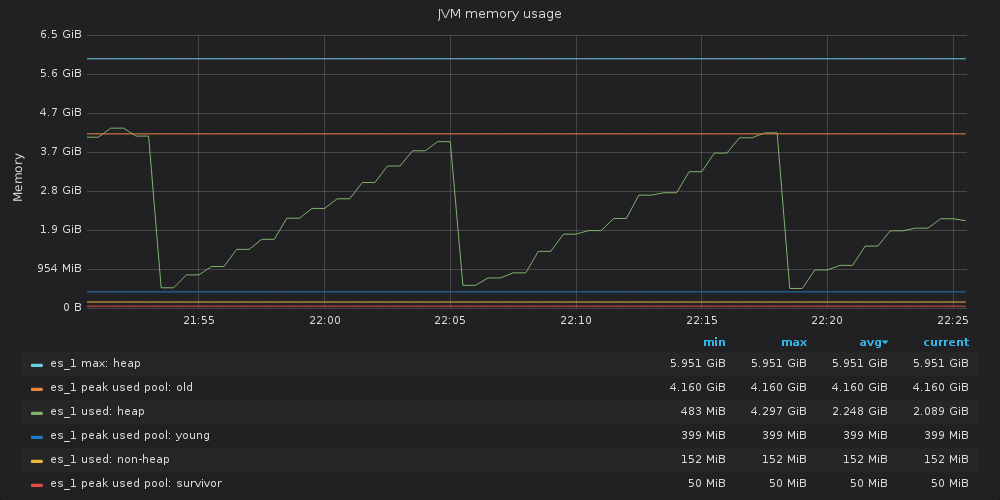 JVM memory usage
6.5 GiB
5.6 GiB
4.7 GiB
3.7 GiB
2.8 GiB
1.9 GiB
954 MiB
0 B
Memory
21:55 22:00 22:05 22:10 22:15 22:20 22:25
min max avg current
es_1 max: heap 5.951 GiB 5.951 GiB 5.951 GiB 5.951 GiB
es_1 peak used pool: old 4.160 GiB 4.160 GiB 4.160 GiB 4.160 GiB
es_1 used: heap 483 MiB 4.297 GiB 2.248 GiB 2.089 GiB
es_1 peak used pool: young 399 MiB 399 MiB 399 MiB 399 MiB
es_1 used: non-heap 152 MiB 152 MiB 152 MiB 152 MiB
es_1 peak used pool: survivor 50 MiB 50 MiB 50 MiB 50 MiB